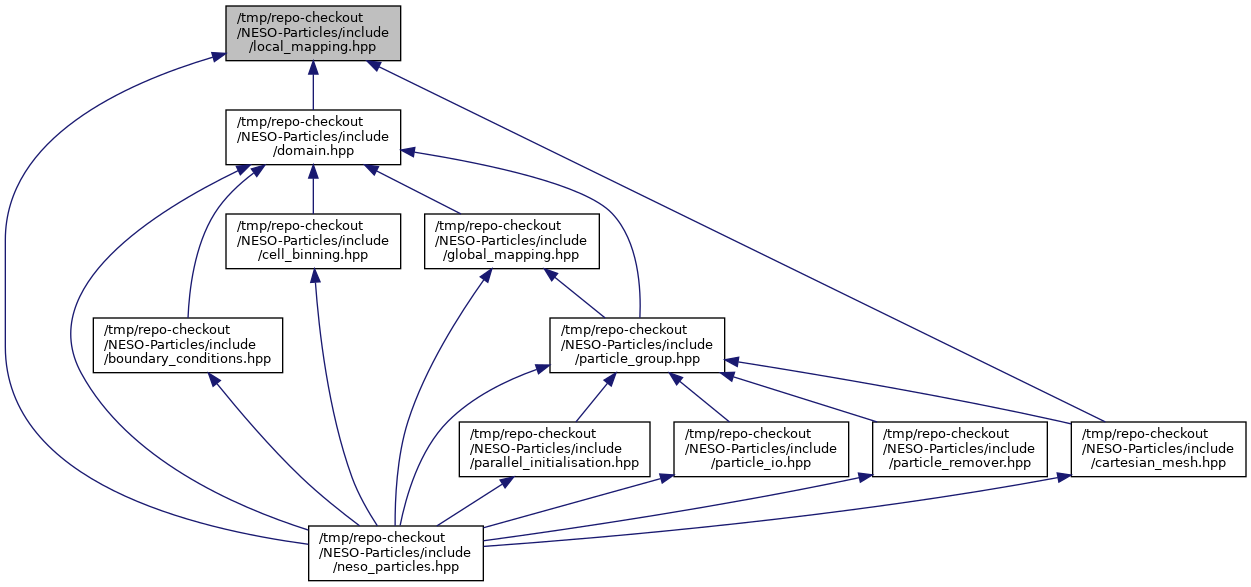 /tmp/repo-checkout
/NESO-Particles/include
/local_mapping.hpp
/tmp/repo-checkout
/NESO-Particles/include
/domain.hpp
/tmp/repo-checkout
/NESO-Particles/include
/cell_binning.hpp
/tmp/repo-checkout
/NESO-Particles/include
/global_mapping.hpp
/tmp/repo-checkout
/NESO-Particles/include
/boundary_conditions.hpp
/tmp/repo-checkout
/NESO-Particles/include
/particle_group.hpp
/tmp/repo-checkout
/NESO-Particles/include
/parallel_initialisation.hpp
/tmp/repo-checkout
/NESO-Particles/include
/particle_io.hpp
/tmp/repo-checkout
/NESO-Particles/include
/particle_remover.hpp
/tmp/repo-checkout
/NESO-Particles/include
/cartesian_mesh.hpp
/tmp/repo-checkout
/NESO-Particles/include
/neso_particles.hpp